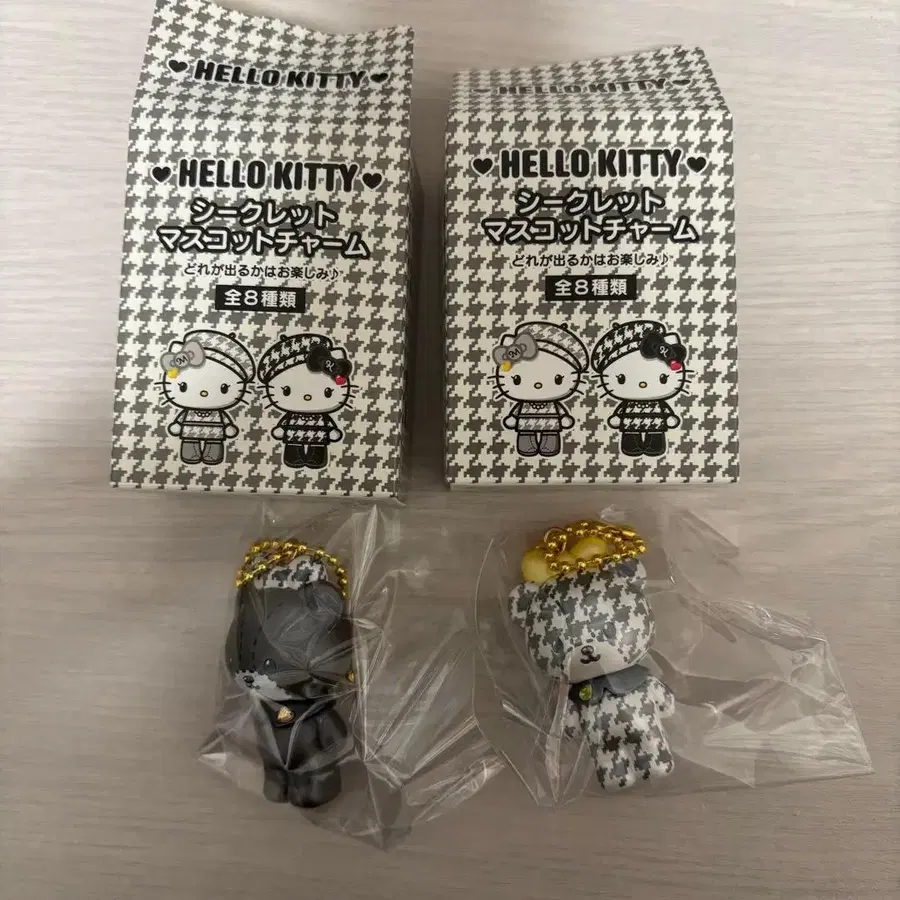 ♥HELLO KITTY♥
♥HELLO KITTY♥
シークレット
マスコットチャーム
どれが出るかはお楽しみ♪
全8種類
M
K
HELLO KITTY
♥HELLO KITTY♥
シークレット
マスコットチャーム
どれが出るかはお楽しみ♪
全8種類
M
K